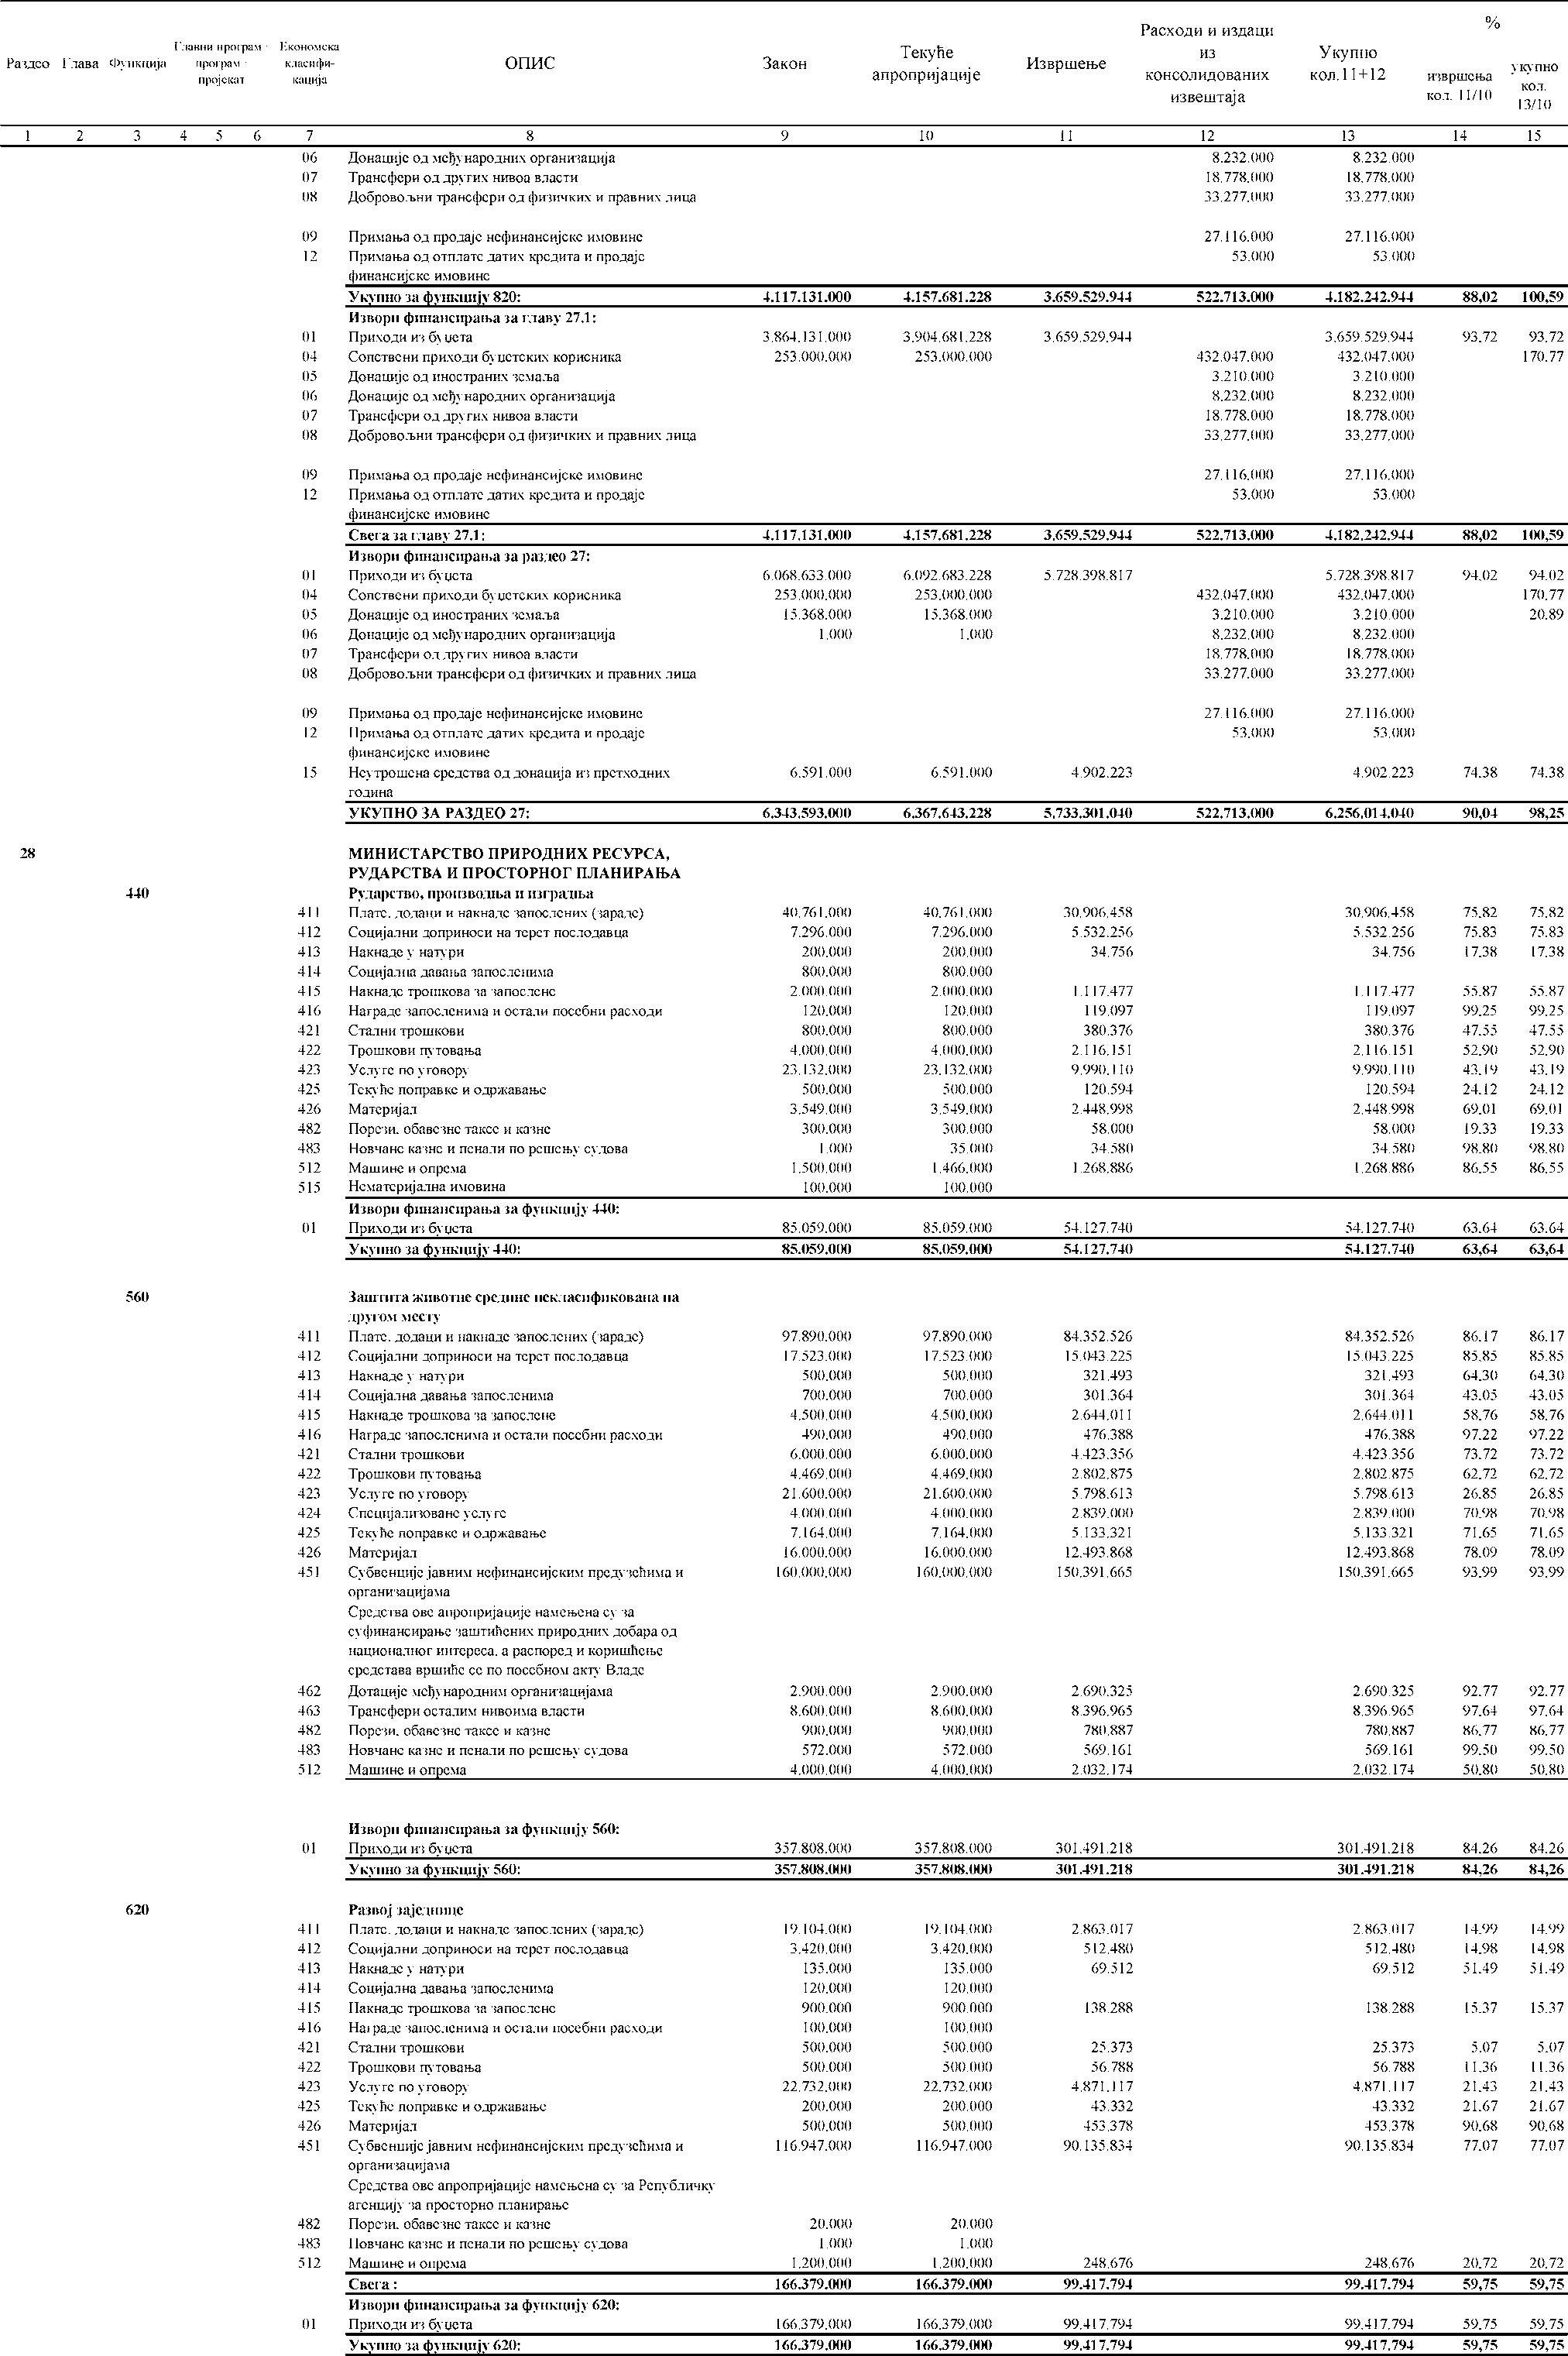 Раздео Глава Функција Главни програм · програм · пројекат Економска класифи-кација ОПИС Закон Текуће апропријације Извршење Расходи и издаци из консолидованих извештаја Укупно кол.11+12 % извршења кол. 11/10 укупно кол. 13/10
1 2 3 4 5 6 7 8 9 10 11 12 13 14 15
06 Донације од међународних организација 8.232.000 8.232.000
07 Трансфери од других нивоа власти 18.778.000 18.778.000
08 Добровољни трансфери од физичких и правних лица 33.277.000 33.277.000
09 Примања од продаје нефинансијске имовине 27.116.000 27.116.000
12 Примања од отплате датих кредита и продаје 53.000 53.000
финансијске имовине
Укупно за функцију 820: 4.117.131.000 4.157.681.228 3.659.529.944 522.713.000 4.182.242.944 88,02 100,59
Извори финансирања за главу 27.1:
01 Приходи из буџета 3.864.131.000 3.904.681.228 3.659.529.944 3.659.529.944 93,72 93,72
04 Сопствени приходи буџетских корисника 253.000.000 253.000.000 432.047.000 432.047.000 170,77
05 Донације од иностраних земаља 3.210.000 3.210.000
06 Донације од међународних организација 8.232.000 8.232.000
07 Трансфери од других нивоа власти 18.778.000 18.778.000
08 Добровољни трансфери од физичких и правних лица 33.277.000 33.277.000
09 Примања од продаје нефинансијске имовине 27.116.000 27.116.000
12 Примања од отплате датих кредита и продаје 53.000 53.000
финансијске имовине
Свега за главу 27.1: 4.117.131.000 4.157.681.228 3.659.529.944 522.713.000 4.182.242.944 88,02 100,59
Извори финансирања за раздео 27:
01 Приходи из буџета 6.068.633.000 6.092.683.228 5.728.398.817 5.728.398.817 94,02 94,02
04 Сопствени приходи буџетских корисника 253.000.000 253.000.000 432.047.000 432.047.000 170,77
05 Донације од иностраних земаља 15.368.000 15.368.000 3.210.000 3.210.000 20,89
06 Донације од међународних организација 1.000 1.000 8.232.000 8.232.000
07 Трансфери од других нивоа власти 18.778.000 18.778.000
08 Добровољни трансфери од физичких и правних лица 33.277.000 33.277.000
09 Примања од продаје нефинансијске имовине 27.116.000 27.116.000
12 Примања од отплате датих кредита и продаје 53.000 53.000
финансијске имовине
15 Неутрошена средства од донација из претходних 6.591.000 6.591.000 4.902.223 4.902.223 74,38 74,38
година
УКУПНО ЗА РАЗДЕО 27: 6.343.593.000 6.367.643.228 5.733.301.040 522.713.000 6.256.014.040 90,04 98,25
28 МИНИСТАРСТВО ПРИРОДНИХ РЕСУРСА,
РУДАРСТВА И ПРОСТОРНОГ ПЛАНИРАЊА
440 Рударство, производња и изградња
411 Плате, додаци и накнаде запослених (зараде) 40.761.000 40.761.000 30.906.458 30.906.458 75,82 75,82
412 Социјални доприноси на терет послодавца 7.296.000 7.296.000 5.532.256 5.532.256 75,83 75,83
413 Накнаде у натури 200.000 200.000 34.756 34.756 17,38 17,38
414 Социјална давања запосленима 800.000 800.000
415 Накнаде трошкова за запослене 2.000.000 2.000.000 1.117.477 1.117.477 55,87 55,87
416 Награде запосленима и остали посебни расходи 120.000 120.000 119.097 119.097 99,25 99,25
421 Стални трошкови 800.000 800.000 380.376 380.376 47,55 47,55
422 Трошкови путовања 4.000.000 4.000.000 2.116.151 2.116.151 52,90 52,90
423 Услуге по уговору 23.132.000 23.132.000 9.990.110 9.990.110 43,19 43,19
425 Текуће поправке и одржавање 500.000 500.000 120.594 120.594 24,12 24,12
426 Материјал 3.549.000 3.549.000 2.448.998 2.448.998 69,01 69,01
482 Порези, обавезне таксе и казне 300.000 300.000 58.000 58.000 19,33 19,33
483 Новчане казне и пенали по решењу судова 1.000 35.000 34.580 34.580 98,80 98,80
512 Машине и опрема 1.500.000 1.466.000 1.268.886 1.268.886 86,55 86,55
515 Нематеријална имовина 100.000 100.000
Извори финансирања за функцију 440:
01 Приходи из буџета 85.059.000 85.059.000 54.127.740 54.127.740 63,64 63,64
Укупно за функцију 440: 85.059.000 85.059.000 54.127.740 54.127.740 63,64 63,64
560 Заштита животне средине некласификована на
другом месту
411 Плате, додаци и накнаде запослених (зараде) 97.890.000 97.890.000 84.352.526 84.352.526 86,17 86,17
412 Социјални доприноси на терет послодавца 17.523.000 17.523.000 15.043.225 15.043.225 85,85 85,85
413 Накнаде у натури 500.000 500.000 321.493 321.493 64,30 64,30
414 Социјална давања запосленима 700.000 700.000 301.364 301.364 43,05 43,05
415 Накнаде трошкова за запослене 4.500.000 4.500.000 2.644.011 2.644.011 58,76 58,76
416 Награде запосленима и остали посебни расходи 490.000 490.000 476.388 476.388 97,22 97,22
421 Стални трошкови 6.000.000 6.000.000 4.423.356 4.423.356 73,72 73,72
422 Трошкови путовања 4.469.000 4.469.000 2.802.875 2.802.875 62,72 62,72
423 Услуге по уговору 21.600.000 21.600.000 5.798.613 5.798.613 26,85 26,85
424 Специјализоване услуге 4.000.000 4.000.000 2.839.000 2.839.000 70,98 70,98
425 Текуће поправке и одржавање 7.164.000 7.164.000 5.133.321 5.133.321 71,65 71,65
426 Материјал 16.000.000 16.000.000 12.493.868 12.493.868 78,09 78,09
451 Субвенције јавним нефинансијским предузећима и 160.000.000 160.000.000 150.391.665 150.391.665 93,99 93,99
организацијама
Средства ове апропријације намењена су за
суфинансирање заштићених природних добара од
националног интереса, а распоред и коришћење
средстава вршиће се по посебном акту Владе
462 Дотације међународним организацијама 2.900.000 2.900.000 2.690.325 2.690.325 92,77 92,77
463 Трансфери осталим нивоима власти 8.600.000 8.600.000 8.396.965 8.396.965 97,64 97,64
482 Порези, обавезне таксе и казне 900.000 900.000 780.887 780.887 86,77 86,77
483 Новчане казне и пенали по решењу судова 572.000 572.000 569.161 569.161 99,50 99,50
512 Машине и опрема 4.000.000 4.000.000 2.032.174 2.032.174 50,80 50,80
Извори финансирања за функцију 560:
01 Приходи из буџета 357.808.000 357.808.000 301.491.218 301.491.218 84,26 84,26
Укупно за функцију 560: 357.808.000 357.808.000 301.491.218 301.491.218 84,26 84,26
620 Развој заједнице
411 Плате, додаци и накнаде запослених (зараде) 19.104.000 19.104.000 2.863.017 2.863.017 14,99 14,99
412 Социјални доприноси на терет послодавца 3.420.000 3.420.000 512.480 512.480 14,98 14,98
413 Накнаде у натури 135.000 135.000 69.512 69.512 51,49 51,49
414 Социјална давања запосленима 120.000 120.000
415 Накнаде трошкова за запослене 900.000 900.000 138.288 138.288 15,37 15,37
416 Награде запосленима и остали посебни расходи 100.000 100.000
421 Стални трошкови 500.000 500.000 25.373 25.373 5,07 5,07
422 Трошкови путовања 500.000 500.000 56.788 56.788 11,36 11,36
423 Услуге по уговору 22.732.000 22.732.000 4.871.117 4.871.117 21,43 21,43
425 Текуће поправке и одржавање 200.000 200.000 43.332 43.332 21,67 21,67
426 Материјал 500.000 500.000 453.378 453.378 90,68 90,68
451 Субвенције јавним нефинансијским предузећима и 116.947.000 116.947.000 90.135.834 90.135.834 77,07 77,07
организацијама
Средства ове апропријације намењена су за Републичку
агенцију за просторно планирање
482 Порези, обавезне таксе и казне 20.000 20.000
483 Новчане казне и пенали по решењу судова 1.000 1.000
512 Машине и опрема 1.200.000 1.200.000 248.676 248.676 20,72 20,72
Свега : 166.379.000 166.379.000 99.417.794 99.417.794 59,75 59,75
Извори финансирања за функцију 620:
01 Приходи из буџета 166.379.000 166.379.000 99.417.794 99.417.794 59,75 59,75
Укупно за функцију 620: 166.379.000 166.379.000 99.417.794 99.417.794 59,75 59,75